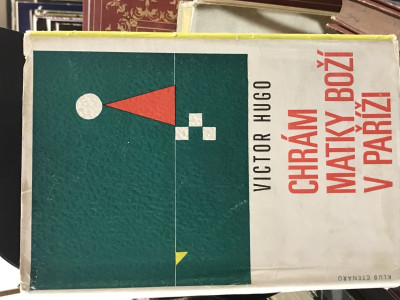 VICTOR HUGO
CHRÁM
MATKY BOŽÍ
V PAŘÍŽI
KLUB ČTENÁŘŮ